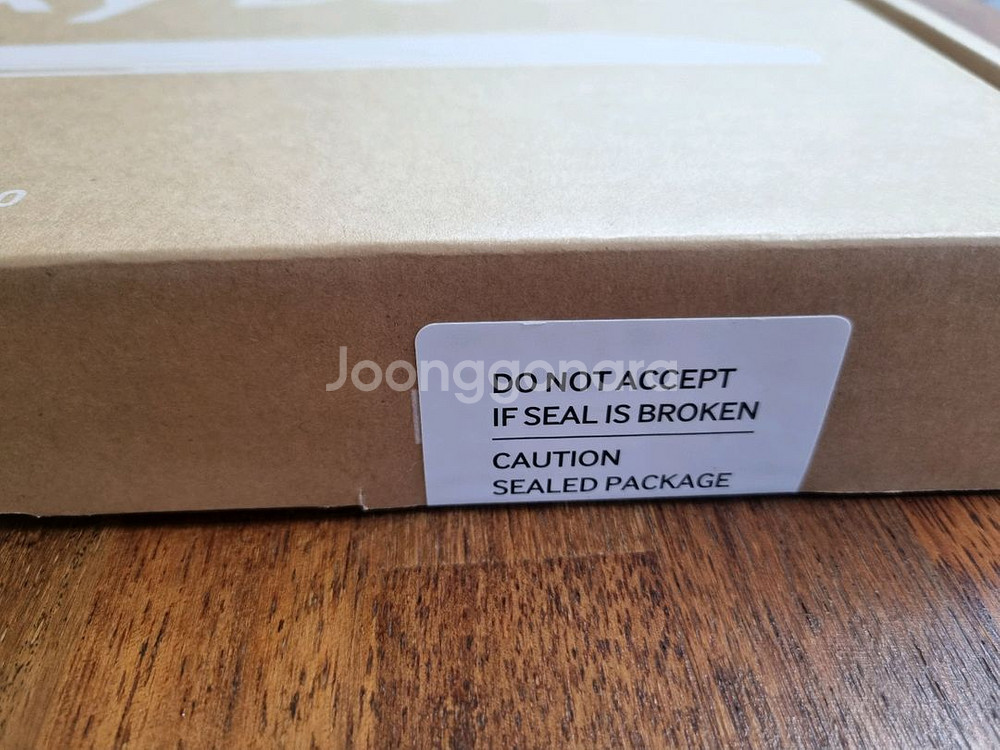 Joonggonara
DO NOT ACCEPT
IF SEAL IS BROKEN
CAUTION
SEALED PACKAGE